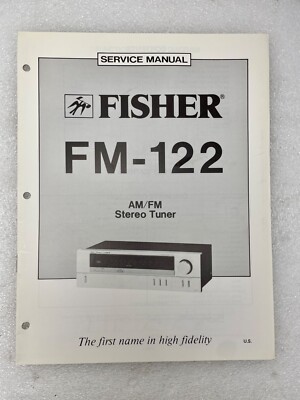 SERVICE MANUAL
FISHER®
FM-122
AM/FM
Stereo Tuner
The first name in high fidelity
U.S.